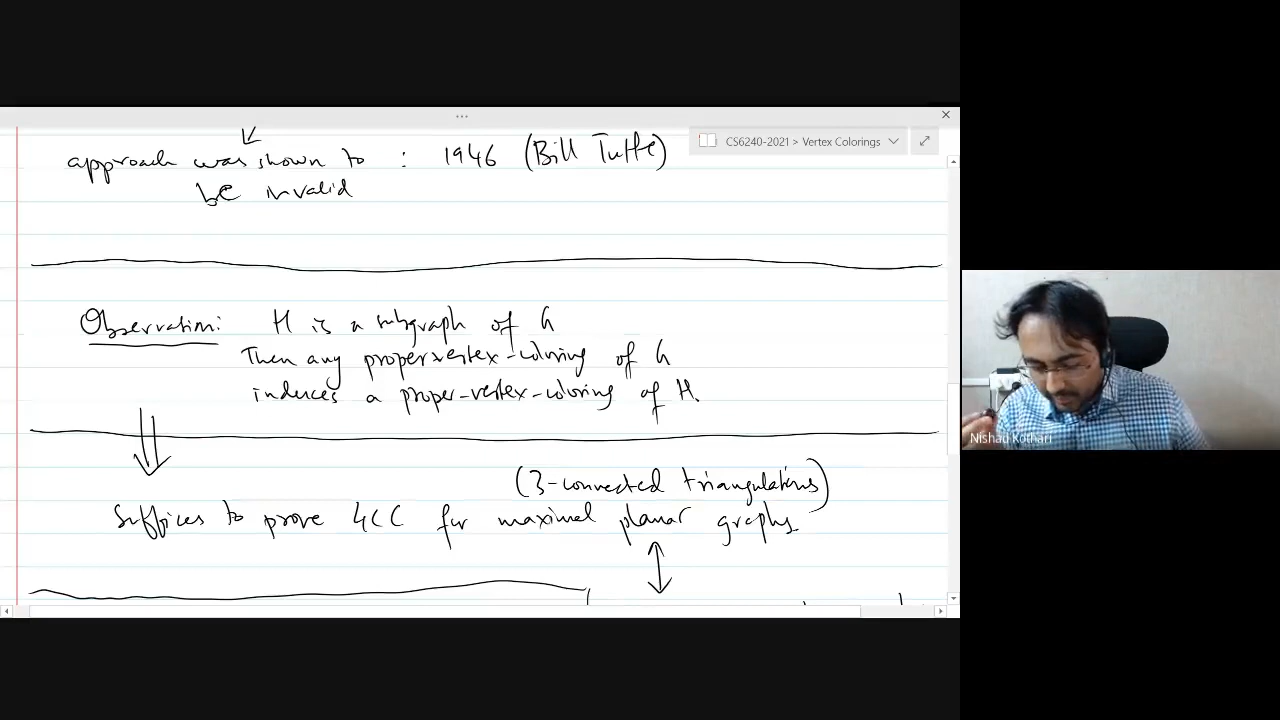 CS6240-2021 > Vertex Colorings
approach was shown to : 1946 (Bill Tutte)
be invalid
Observation: H is a subgraph of G
Then any proper-vertex-coloring of G
induces a proper-vertex-coloring of H.
(3-connected triangulations)
Suffices to prove 4CC for maximal planar graphs.
Nishad Kothari